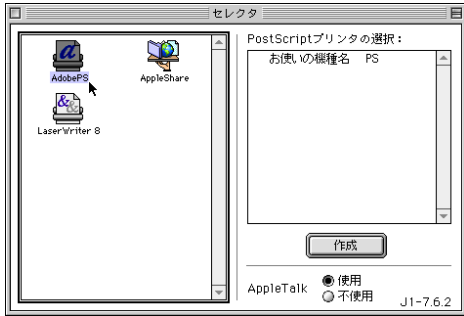 セレクタ
AdobePS
AppleShare
LaserWriter 8
PostScriptプリンタの選択：
お使いの機種名 PS
作成
AppleTalk
使用
不使用
J1-7.6.2